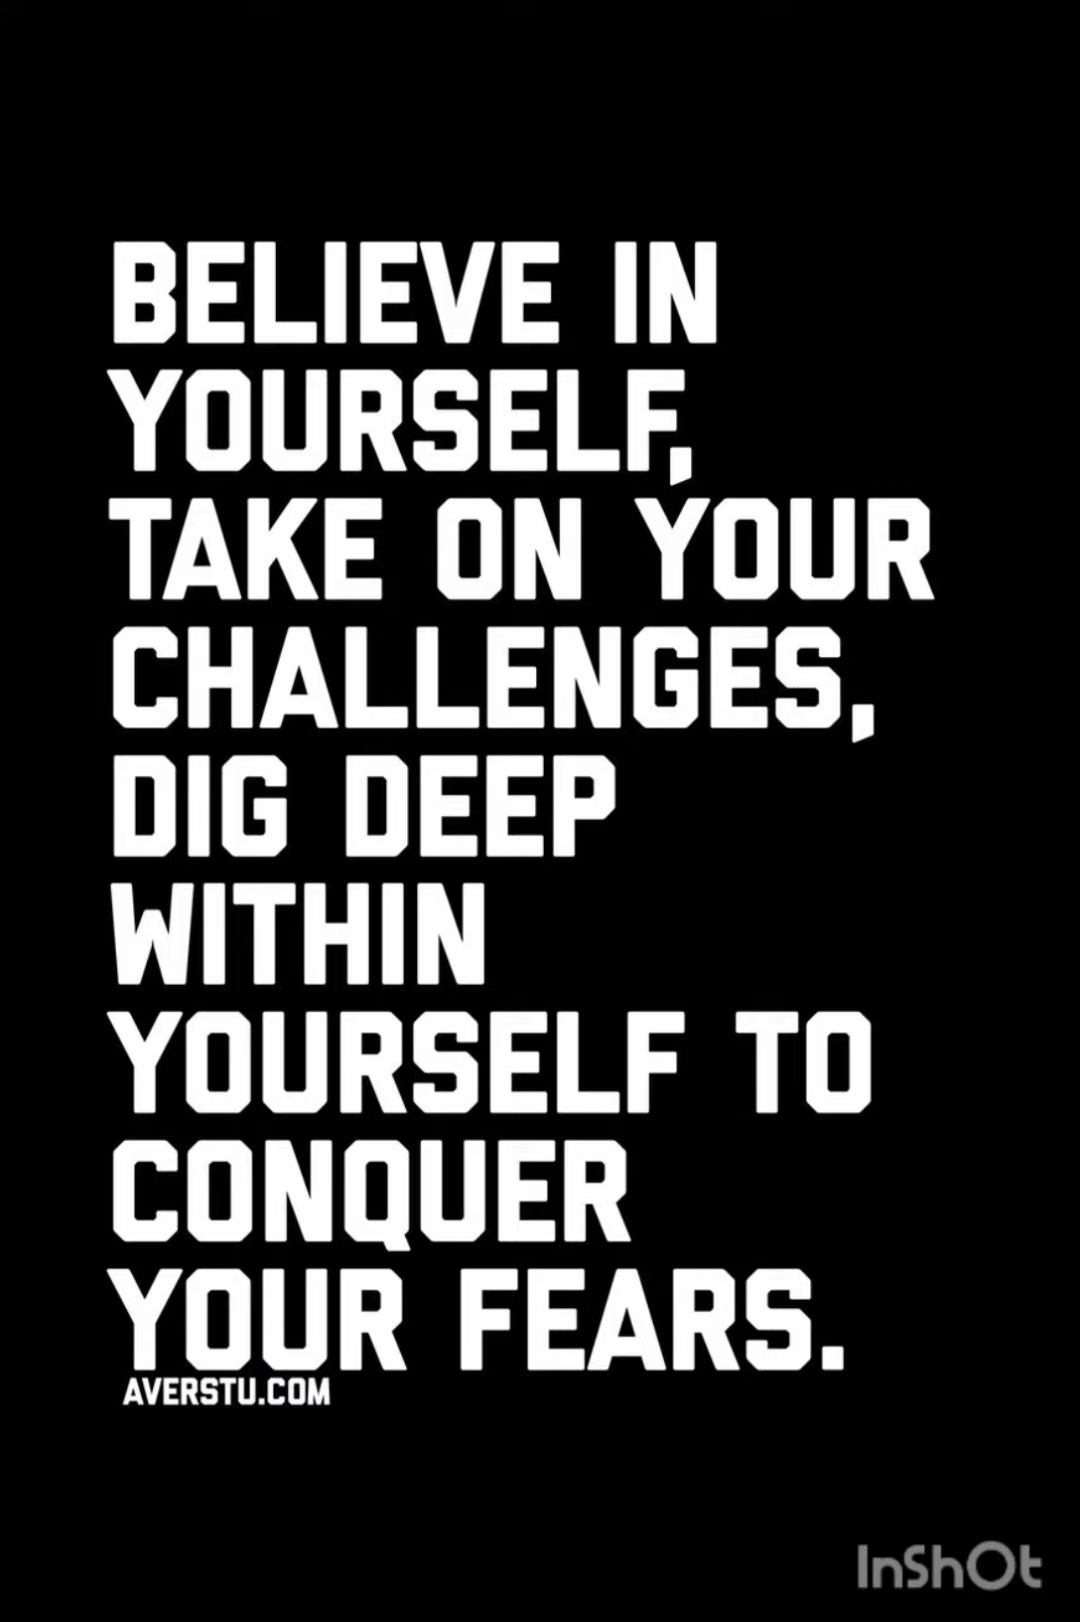 BELIEVE IN
YOURSELF,
TAKE ON YOUR
CHALLENGES,
DIG DEEP
WITHIN
YOURSELF TO
CONQUER
YOUR FEARS.
AVERSTU.COM
InShOt